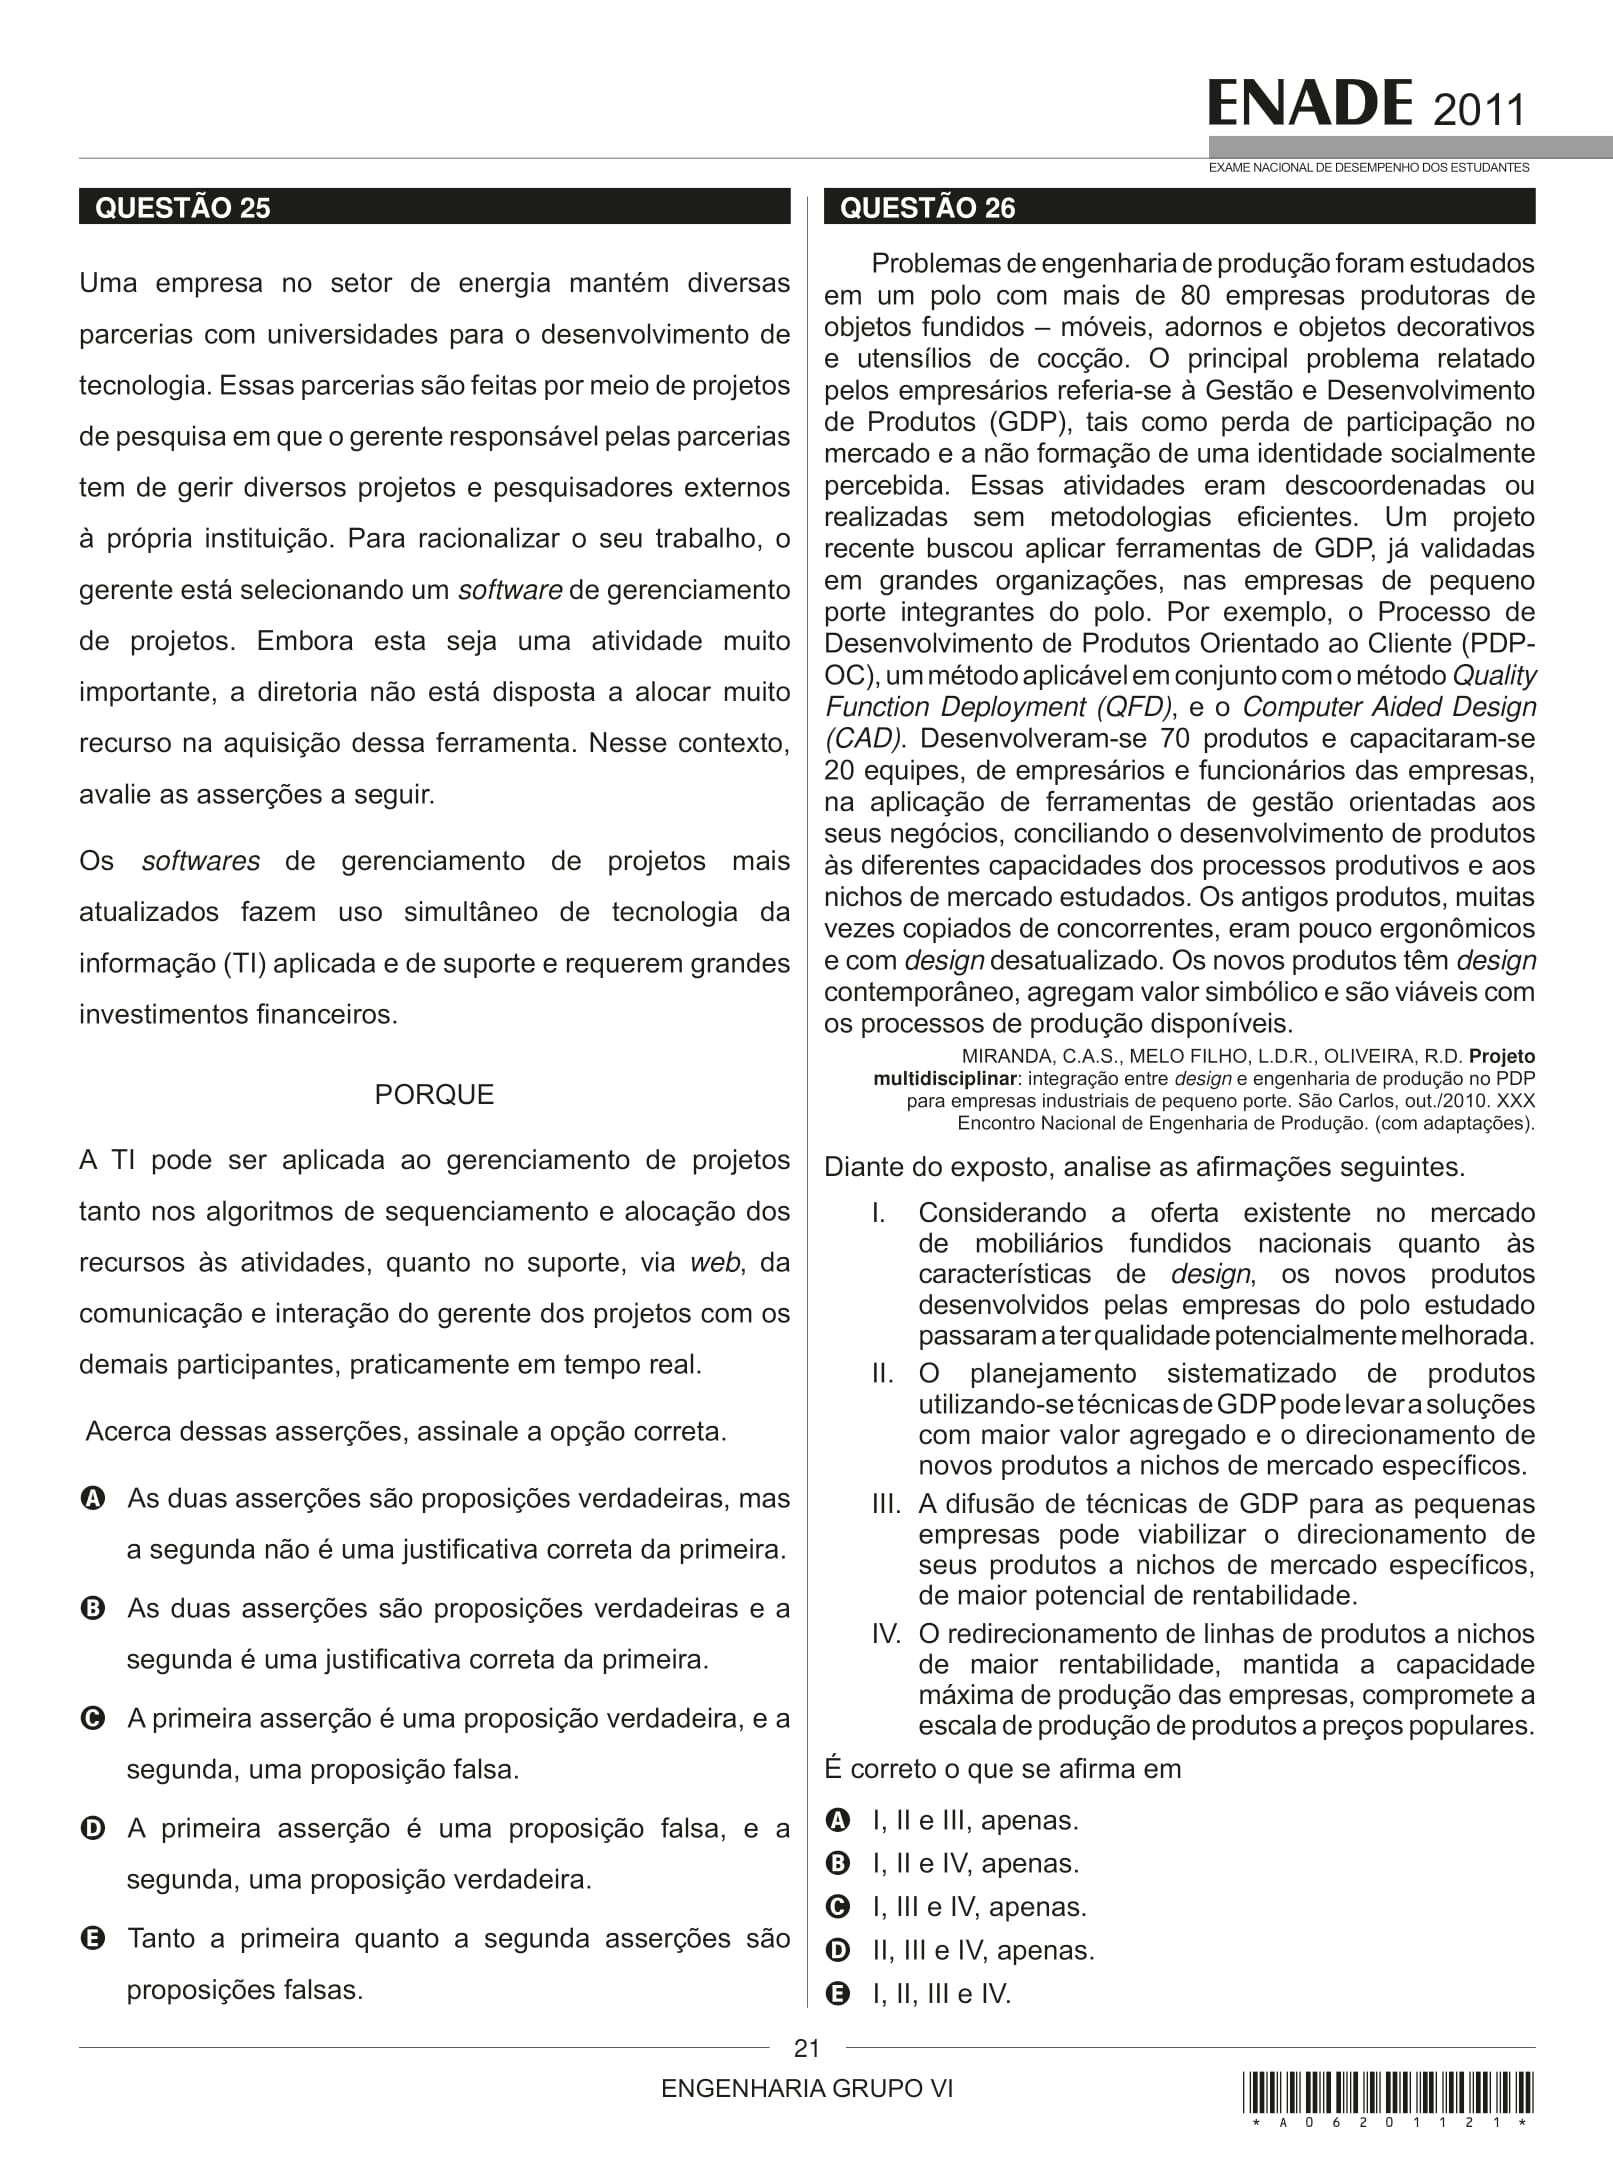 ENADE 2011
EXAME NACIONAL DE DESEMPENHO DOS ESTUDANTES
QUESTÃO 25
Uma empresa no setor de energia mantém diversas
parcerias com universidades para o desenvolvimento de
tecnologia. Essas parcerias são feitas por meio de projetos
de pesquisa em que o gerente responsável pelas parcerias
tem de gerir diversos projetos e pesquisadores externos
à própria instituição. Para racionalizar o seu trabalho, o
gerente está selecionando um software de gerenciamento
de projetos. Embora esta seja uma atividade muito
importante, a diretoria não está disposta a alocar muito
recurso na aquisição dessa ferramenta. Nesse contexto,
avalie as asserções a seguir.
Os softwares de gerenciamento de projetos mais
atualizados fazem uso simultâneo de tecnologia da
informação (TI) aplicada e de suporte e requerem grandes
investimentos financeiros.
PORQUE
A TI pode ser aplicada ao gerenciamento de projetos
tanto nos algoritmos de sequenciamento e alocação dos
recursos às atividades, quanto no suporte, via web, da
comunicação e interação do gerente dos projetos com os
demais participantes, praticamente em tempo real.
Acerca dessas asserções, assinale a opção correta.
A As duas asserções são proposições verdadeiras, mas
a segunda não é uma justificativa correta da primeira.
B As duas asserções são proposições verdadeiras e a
segunda é uma justificativa correta da primeira.
C A primeira asserção é uma proposição verdadeira, e a
segunda, uma proposição falsa.
D A primeira asserção é uma proposição falsa, e a
segunda, uma proposição verdadeira.
E Tanto a primeira quanto a segunda asserções são
proposições falsas.
QUESTÃO 26
Problemas de engenharia de produção foram estudados
em um polo com mais de 80 empresas produtoras de
objetos fundidos – móveis, adornos e objetos decorativos
e utensílios de cocção. O principal problema relatado
pelos empresários referia-se à Gestão e Desenvolvimento
de Produtos (GDP), tais como perda de participação no
mercado e a não formação de uma identidade socialmente
percebida. Essas atividades eram descoordenadas ou
realizadas sem metodologias eficientes. Um projeto
recente buscou aplicar ferramentas de GDP, já validadas
em grandes organizações, nas empresas de pequeno
porte integrantes do polo. Por exemplo, o Processo de
Desenvolvimento de Produtos Orientado ao Cliente (PDP-
OC), um método aplicável em conjunto com o método Quality
Function Deployment (QFD), e o Computer Aided Design
(CAD). Desenvolveram-se 70 produtos e capacitaram-se
20 equipes, de empresários e funcionários das empresas,
na aplicação de ferramentas de gestão orientadas aos
seus negócios, conciliando o desenvolvimento de produtos
às diferentes capacidades dos processos produtivos e aos
nichos de mercado estudados. Os antigos produtos, muitas
vezes copiados de concorrentes, eram pouco ergonômicos
e com design desatualizado. Os novos produtos têm design
contemporâneo, agregam valor simbólico e são viáveis com
os processos de produção disponíveis.
MIRANDA, C.A.S., MELO FILHO, L.D.R., OLIVEIRA, R.D. Projeto
multidisciplinar: integração entre design e engenharia de produção no PDP
para empresas industriais de pequeno porte. São Carlos, out./2010. XXX
Encontro Nacional de Engenharia de Produção. (com adaptações).
Diante do exposto, analise as afirmações seguintes.
I. Considerando a oferta existente no mercado
de mobiliários fundidos nacionais quanto às
características de design, os novos produtos
desenvolvidos pelas empresas do polo estudado
passaram a ter qualidade potencialmente melhorada.
II. O planejamento sistematizado de produtos
utilizando-se técnicas de GDP pode levar a soluções
com maior valor agregado e o direcionamento de
novos produtos a nichos de mercado específicos.
III. A difusão de técnicas de GDP para as pequenas
empresas pode viabilizar o direcionamento de
seus produtos a nichos de mercado específicos,
de maior potencial de rentabilidade.
IV. O redirecionamento de linhas de produtos a nichos
de maior rentabilidade, mantida a capacidade
máxima de produção das empresas, compromete a
escala de produção de produtos a preços populares.
É correto o que se afirma em
A I, II e III, apenas.
B I, II e IV, apenas.
C I, III e IV, apenas.
D II, III e IV, apenas.
E I, II, III e IV.
21
ENGENHARIA GRUPO VI
* A 0 6 2 0 1 1 2 1 *